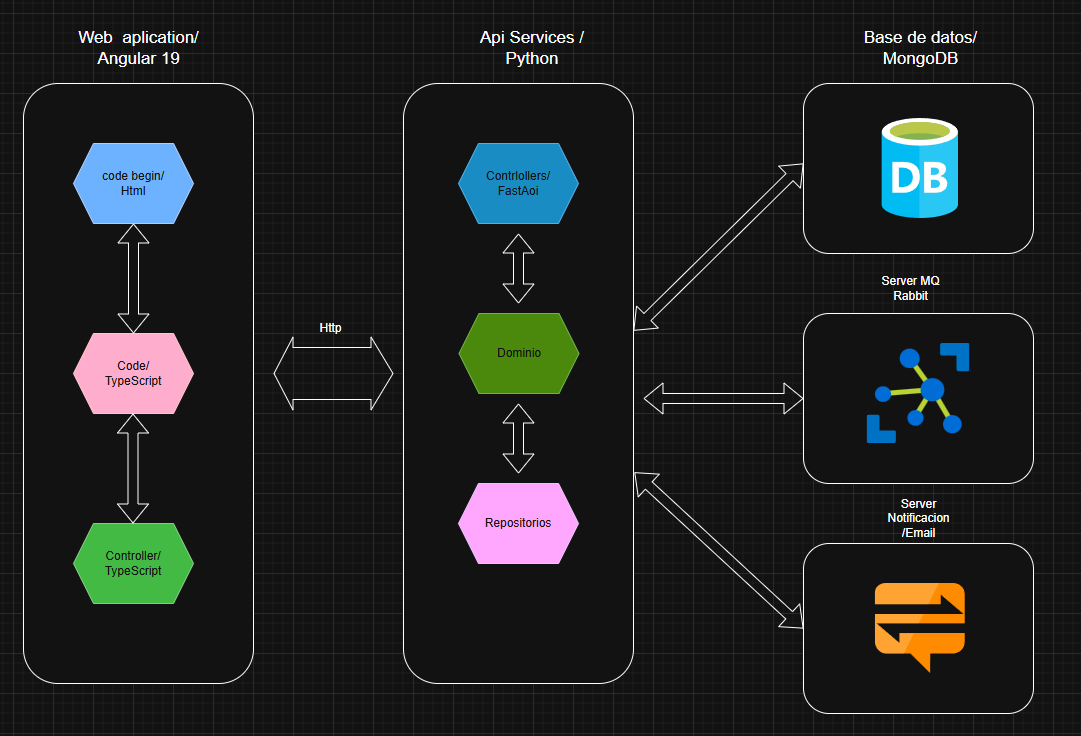 Web  aplication/
Angular 19
Api Services /
Python
Base de datos/
MongoDB
code begin/
Html
Code/
TypeScript
Controller/
TypeScript
Http
Contrlollers/
FastAoi
Dominio
Repositorios
DB
Server MQ
Rabbit
Server
Notificacion
/Email